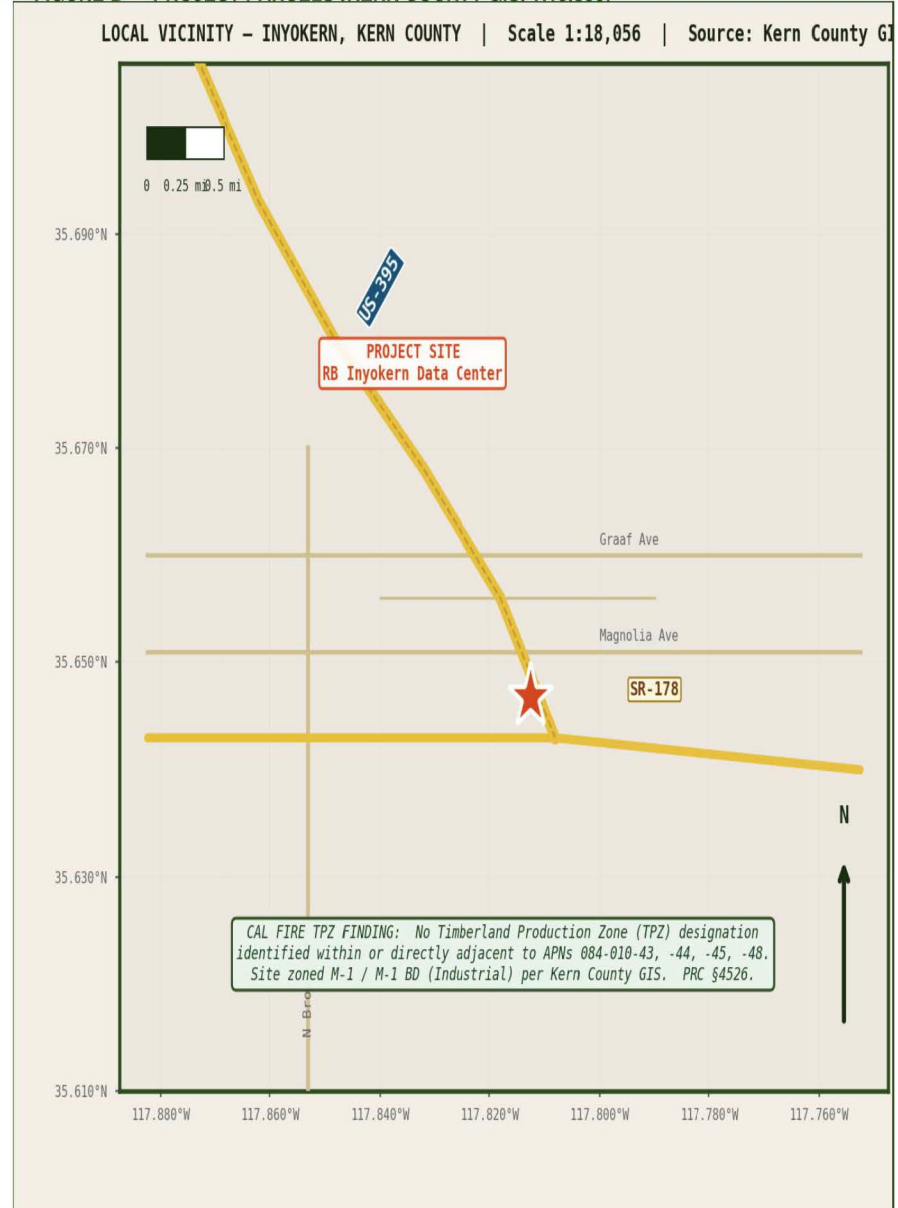 LOCAL VICINITY — INYOKERN, KERN COUNTY | Scale 1:18,056 | Source: Kern County
0 0.25 mi 0.5 mi
35.690°N
US-395
PROJECT SITE
RB Inyokern Data Center
35.670°N
Graaf Ave
Magnolia Ave
35.650°N
SR-178
N
35.630°N
CAL FIRE TPZ FINDING: No Timberland Production Zone (TPZ) designation
identified within or directly adjacent to APNs 084-010-43, -44, -45, -48.
Site zoned M-1 / M-1 BD (Industrial) per Kern County GIS. PRC §4526.
N Bro
35.610°N
117.880°W 117.860°W 117.840°W 117.820°W 117.800°W 117.780°W 117.760°W